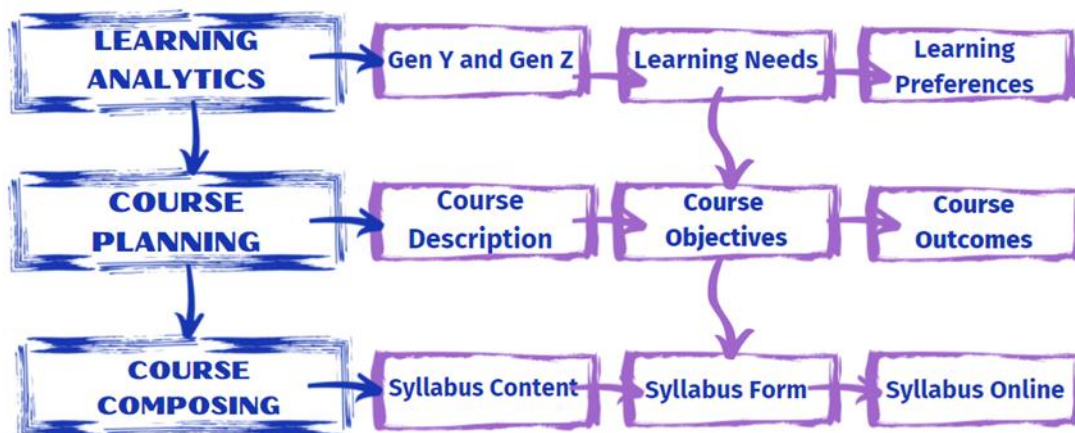 LEARNING
ANALYTICS
Gen Y and Gen Z
Learning Needs
Learning
Preferences
COURSE
PLANNING
Course
Description
Course
Objectives
Course
Outcomes
COURSE
COMPOSING
Syllabus Content
Syllabus Form
Syllabus Online